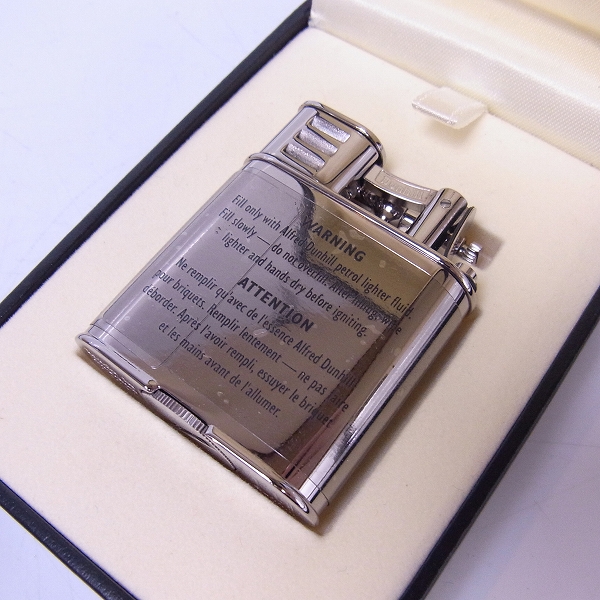 WARNING
Fill only with Alfred Dunhill petrol lighter fluid.
Fill slowly — do not overfill. After filling, wipe
lighter and hands dry before igniting.
ATTENTION
Ne remplir qu'avec de l'essence Alfred Dunhill
pour briquets. Remplir lentement — ne pas faire
déborder. Après l'avoir rempli, essuyer le briquet
et les mains avant de l'allumer.